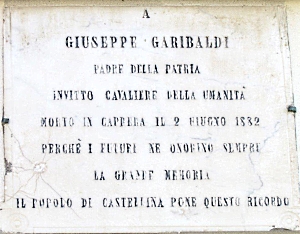 A
GIUSEPPE GARIBALDI
PADRE DELLA PATRIA
INVITTO CAVALIERE DELLA UMANITÀ
MORTO IN CAPRERA IL 2 GIUGNO 1882
PERCHÈ I FUTURI NE ONORINO SEMPRE
LA GRANDE MEMORIA
IL POPOLO DI CASTELLINA PONE QUESTO RICORDO